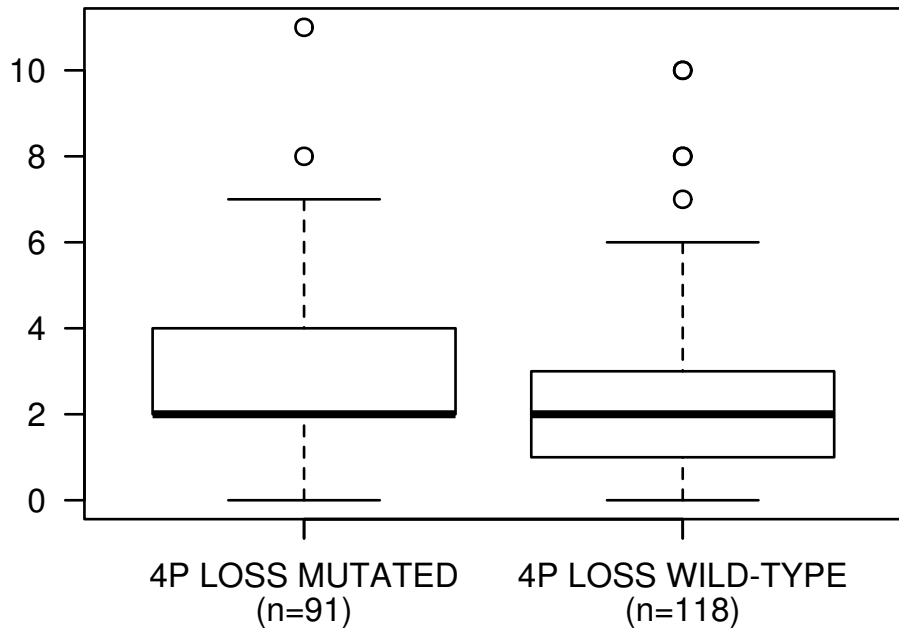 10
8
6
4
2
0
4P LOSS MUTATED
(n=91)
4P LOSS WILD-TYPE
(n=118)